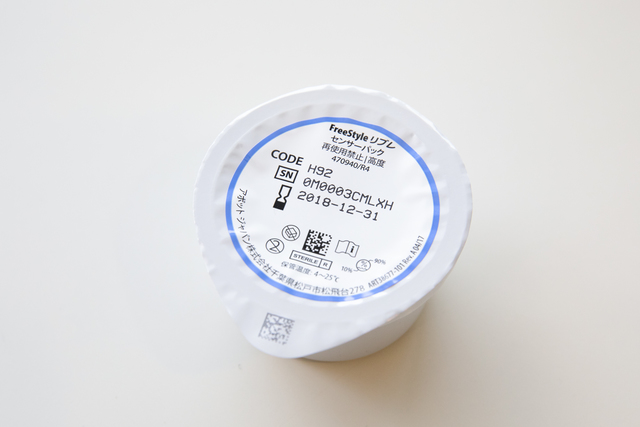 FreeStyle リブレ
センサーパック
再使用禁止|高度
470940/R4
CODE H92
SN 0M0003CMLXH
2018-12-31
STERILE R
10% 90%
保管温度: 4~25℃
アボット ジャパン株式会社千葉県松戸市松飛台278
Rev. A 04/17